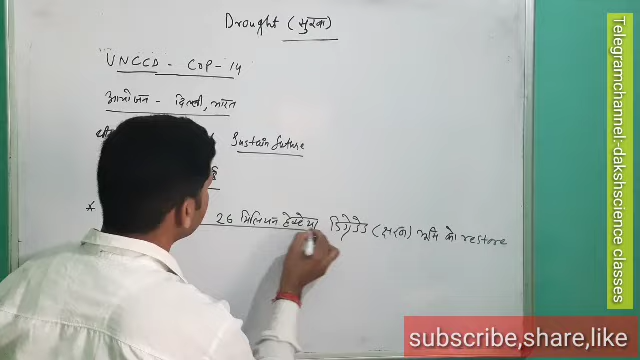 Drought (सुखा)
UNCCD - COP - 14
आयोजन - दिल्ली, भारत
Sustain future
* 26 मिलियन हेक्टेयर डिग्रेडेड (क्षरण) भूमि को restore
Telegramchannel:-dakshscience classes
subscribe,share,like